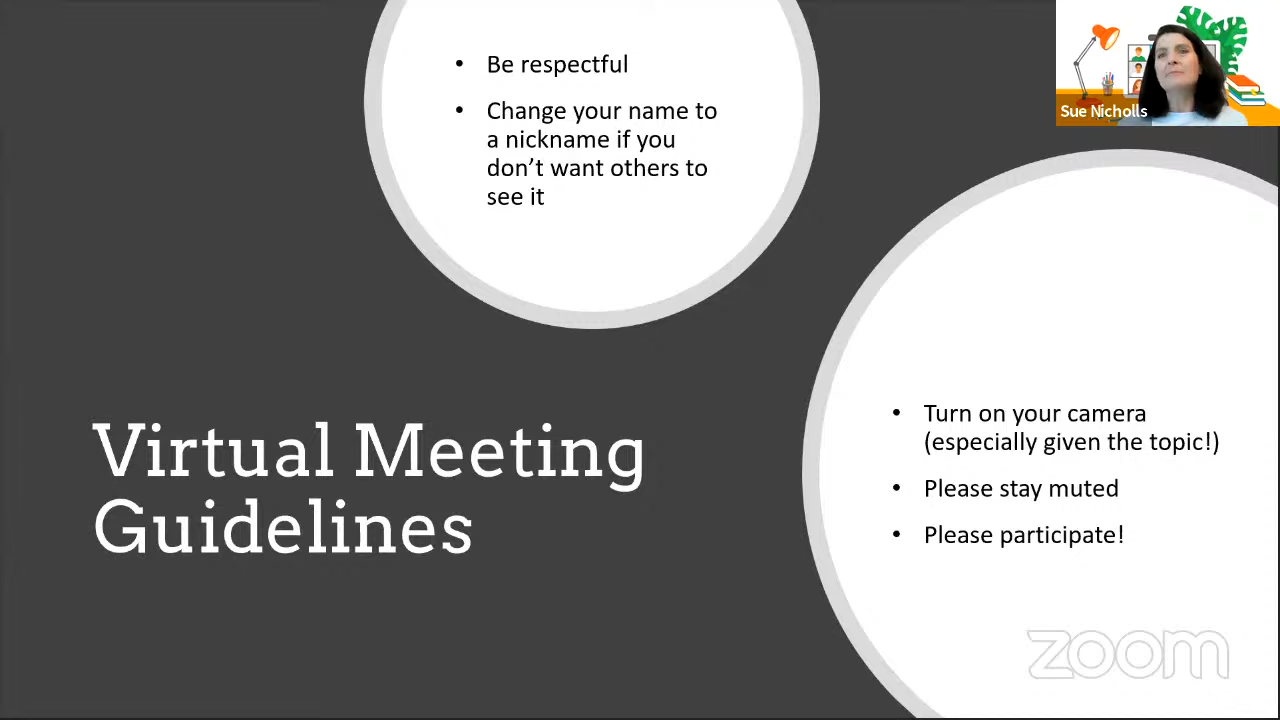 • Be respectful
• Change your name to
a nickname if you
don’t want others to
see it
Sue Nicholls
Virtual Meeting
Guidelines
• Turn on your camera
(especially given the topic!)
• Please stay muted
• Please participate!
zoom